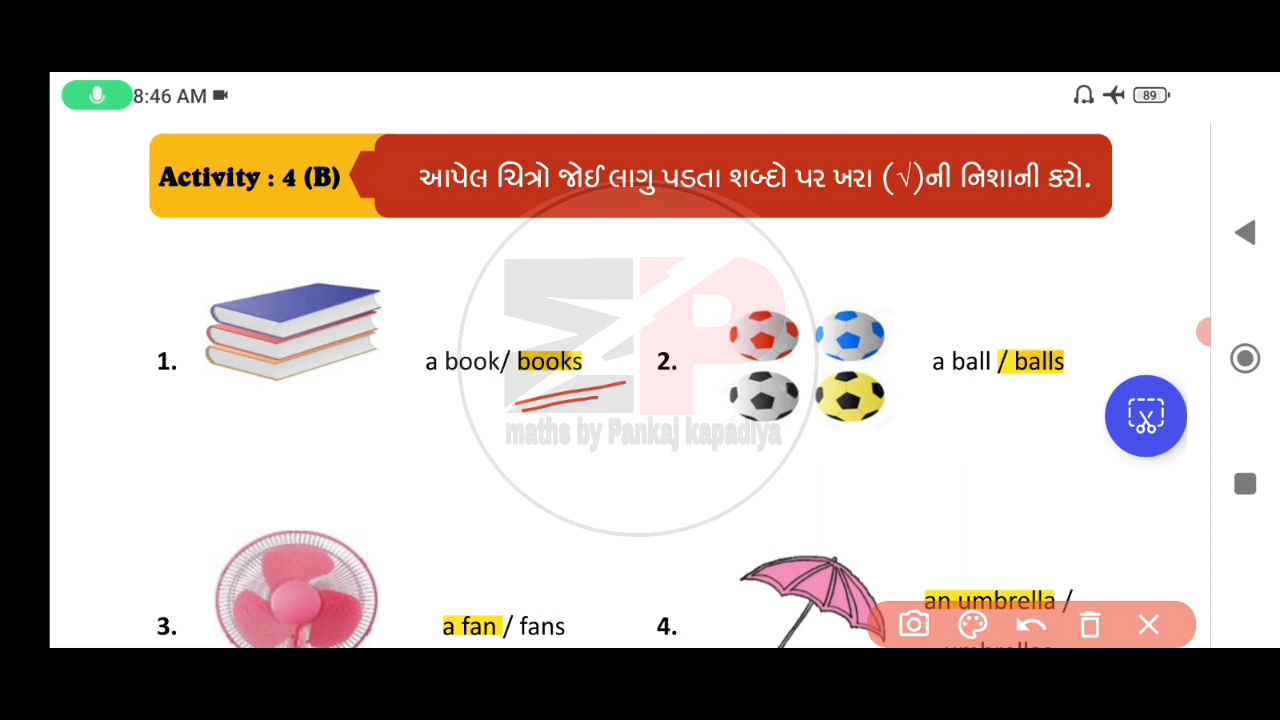 8:46 AM
89
Activity : 4 (B)
આપેલ ચિત્રો જોઈ લાગુ પડતા શબ્દો પર ખરા (√)ની નિશાની કરો.
1.
a book/ books
2.
a ball / balls
maths by Pankaj kapadiya
3.
a fan / fans
4.
an umbrella /